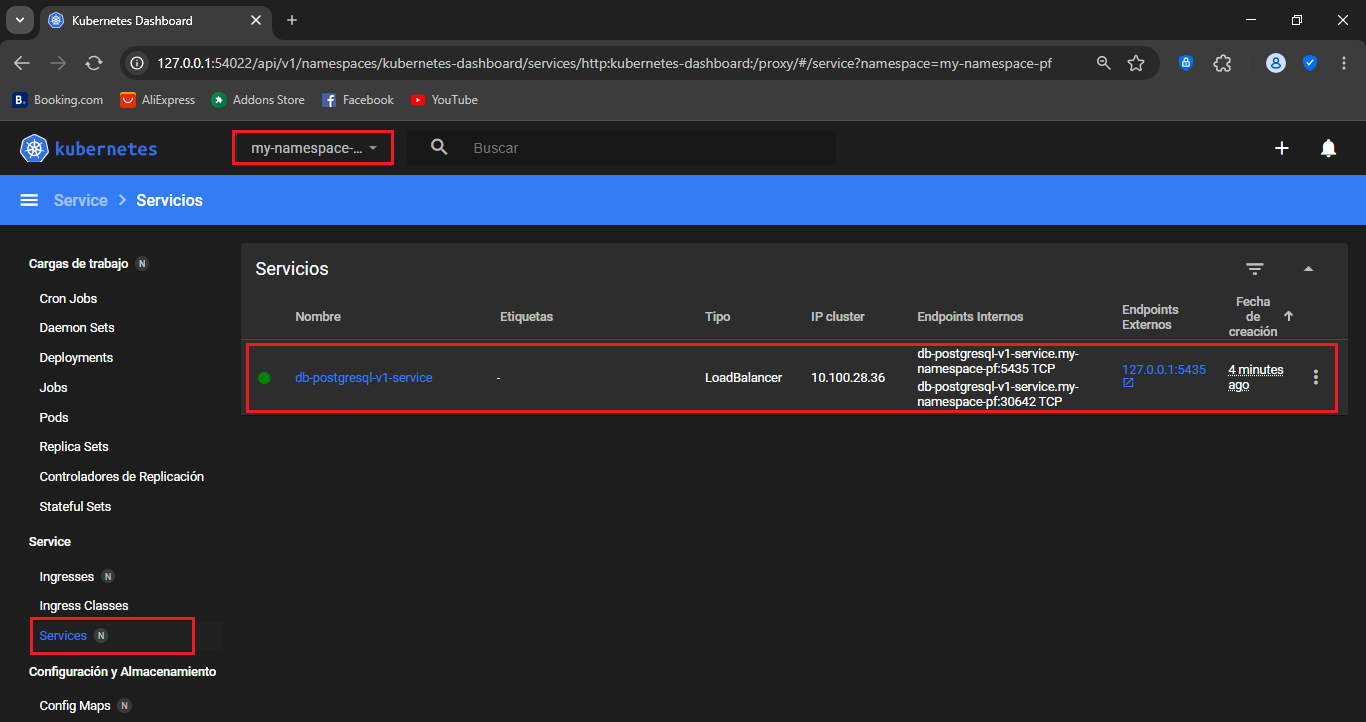 Kubernetes Dashboard
127.0.0.1:54022/api/v1/namespaces/kubernetes-dashboard/services/http:kubernetes-dashboard:/proxy/#/service?namespace=my-namespace-pf
B. Booking.com AliExpress Addons Store Facebook YouTube
kubernetes my-namespace-... Buscar
Service > Servicios
Cargas de trabajo N
Cron Jobs
Daemon Sets
Deployments
Jobs
Pods
Replica Sets
Controladores de Replicación
Stateful Sets
Service
Ingresses N
Ingress Classes
Services N
Configuración y Almacenamiento
Config Maps N
Servicios
Nombre Etiquetas Tipo IP cluster Endpoints Internos Endpoints Externos Fecha de creación
db-postgresql-v1-service - LoadBalancer 10.100.28.36
db-postgresql-v1-service.my-
namespace-pf:5435 TCP
db-postgresql-v1-service.my-
namespace-pf:30642 TCP
127.0.0.1:5435
4 minutes
ago